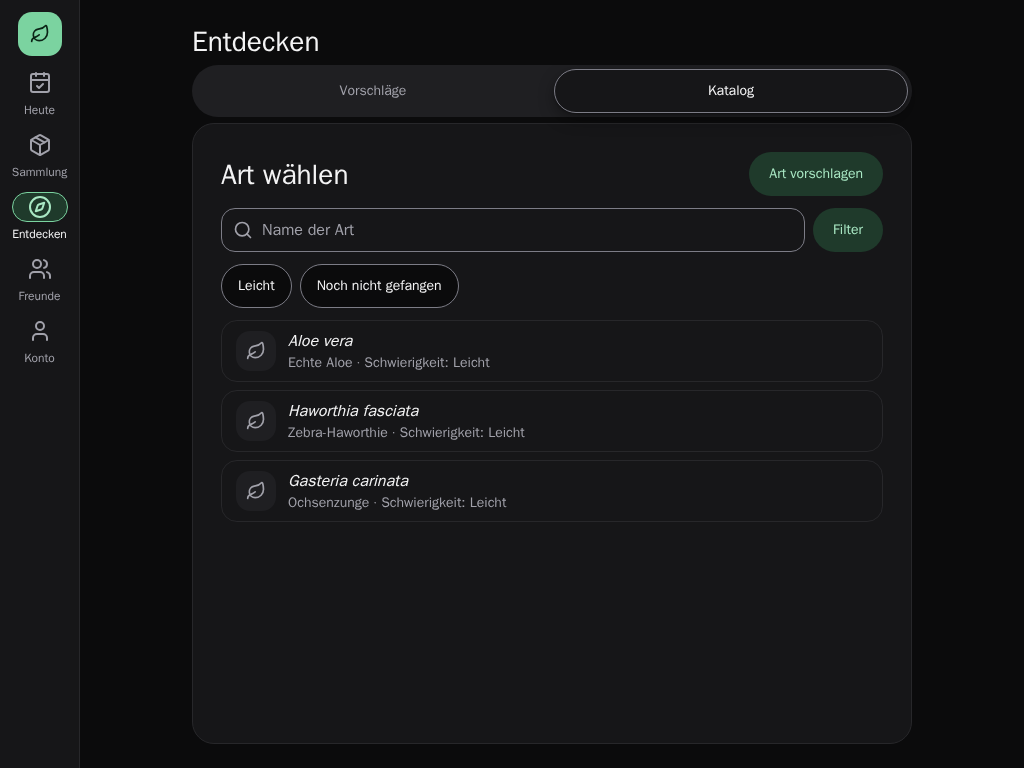 Heute
Sammlung
Entdecken
Freunde
Konto
Entdecken
Vorschläge
Katalog
Art wählen
Art vorschlagen
Name der Art
Filter
Leicht
Noch nicht gefangen
Aloe vera
Echte Aloe · Schwierigkeit: Leicht
Haworthia fasciata
Zebra-Haworthie · Schwierigkeit: Leicht
Gasteria carinata
Ochsenzunge · Schwierigkeit: Leicht